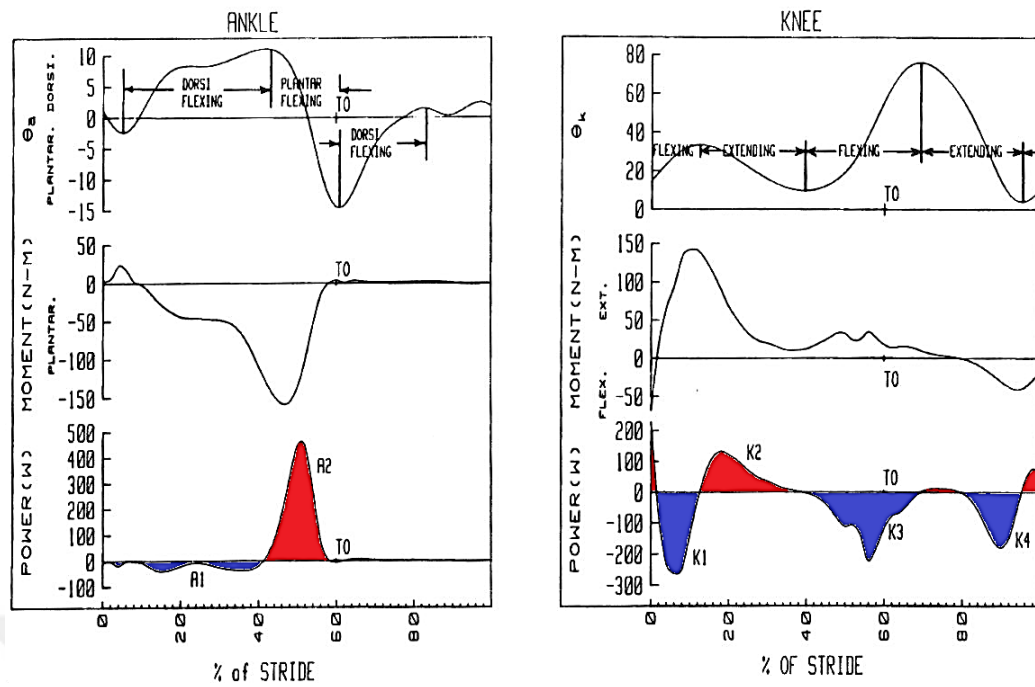 ANKLE
10
5
0
-5
-10
-15
θa
PLANTAR. DORSI.
DORSI FLEXING
PLANTAR FLEXING
TO
DORSI FLEXING
50
0
-50
-100
-150
MOMENT(N-M)
PLANTAR.
TO
500
400
300
200
100
0
-100
POWER(W)
A1
A2
TO
0
20
40
60
80
% of STRIDE
KNEE
80
60
40
20
0
θk
FLEXING
EXTENDING
FLEXING
EXTENDING
TO
150
100
50
0
-50
MOMENT(N-M)
FLEX. EXT.
TO
200
100
0
-100
-200
-300
POWER(W)
K1
K2
TO
K3
K4
0
20
40
60
80
% OF STRIDE